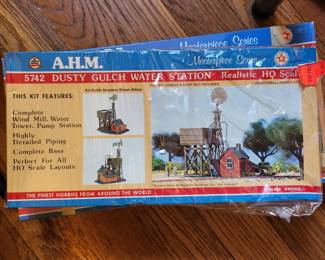 Masterpiece Series
A.H.M.
Masterpiece Series
5742 DUSTY GULCH WATER STATION Realistic HO Scale
THIS KIT FEATURES:
Complete
Wind Mill, Water
Tower, Pump Station
Highly
Detailed Piping
Complete Base
Perfect For All
HO Scale Layouts
THE FINEST HOBBIES FROM AROUND THE WORLD